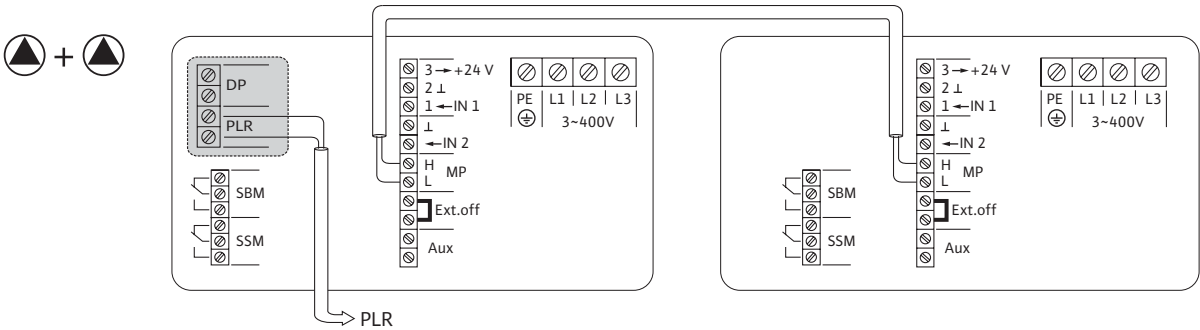 DP
PLR
SBM
SSM
3→+24 V
2⊥
1←IN 1
⊥
←IN 2
H
MP
L
Ext.off
Aux
PE L1 L2 L3
3~400V
SBM
SSM
3→+24 V
2⊥
1←IN 1
⊥
←IN 2
H
MP
L
Ext.off
Aux
PE L1 L2 L3
3~400V
PLR